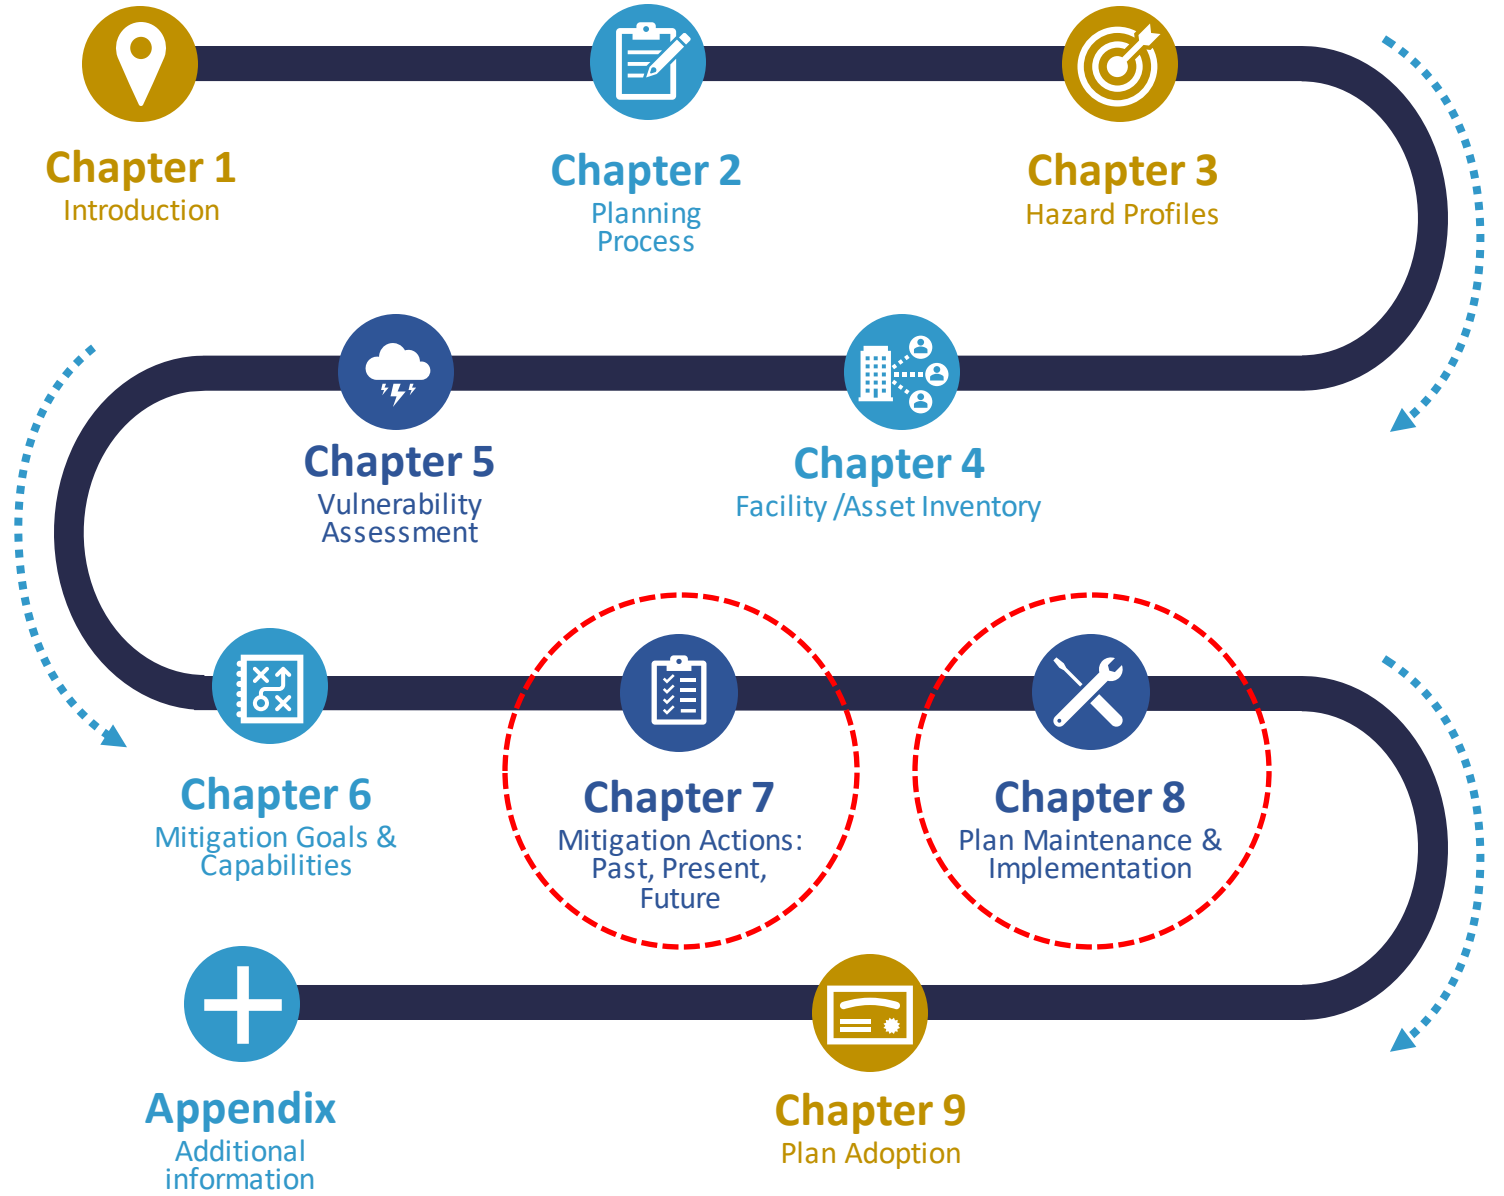 Chapter 1
Introduction
Chapter 2
Planning
Process
Chapter 3
Hazard Profiles
Chapter 5
Vulnerability
Assessment
Chapter 4
Facility /Asset Inventory
Chapter 6
Mitigation Goals &
Capabilities
Chapter 7
Mitigation Actions:
Past, Present,
Future
Chapter 8
Plan Maintenance &
Implementation
Appendix
Additional
information
Chapter 9
Plan Adoption